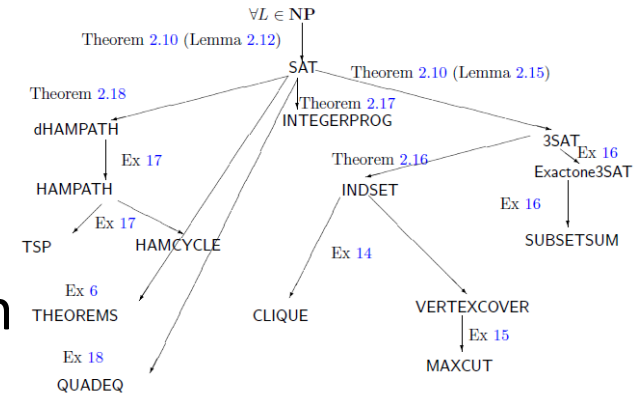 ∀L ∈ NP
Theorem 2.10 (Lemma 2.12)
SAT
Theorem 2.10 (Lemma 2.15)
Theorem 2.18
Theorem 2.17
dHAMPATH
INTEGERPROG
3SAT
Ex 16
Ex 17
Theorem 2.16
Exactone3SAT
HAMPATH
INDSET
Ex 16
Ex 17
TSP
HAMCYCLE
Ex 14
SUBSETSUM
Ex 6
n
THEOREMS
CLIQUE
VERTEXCOVER
Ex 15
Ex 18
MAXCUT
QUADEQ